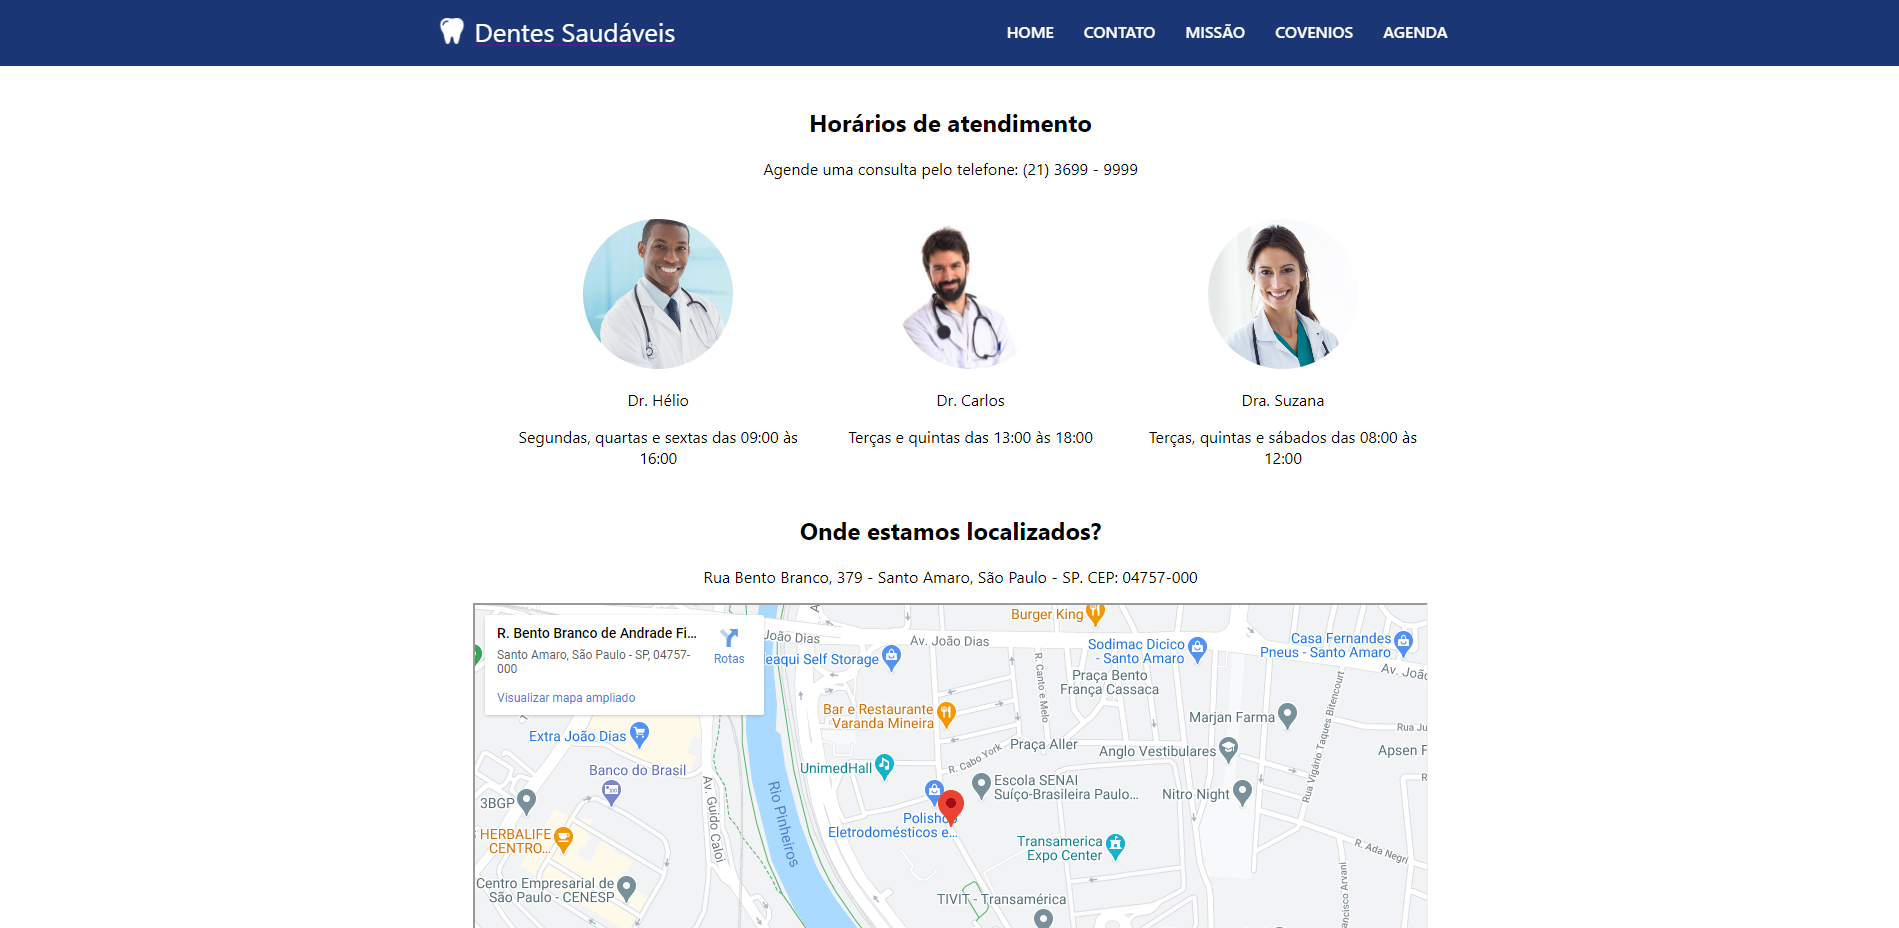 Dentes Saudáveis
HOME CONTATO MISSÃO COVENIOS AGENDA
Horários de atendimento
Agende uma consulta pelo telefone: (21) 3699 - 9999
Dr. Hélio
Segundas, quartas e sextas das 09:00 às
16:00
Dr. Carlos
Terças e quintas das 13:00 às 18:00
Dra. Suzana
Terças, quintas e sábados das 08:00 às
12:00
Onde estamos localizados?
Rua Bento Branco, 379 - Santo Amaro, São Paulo - SP. CEP: 04757-000
R. Bento Branco de Andrade Fi...
Santo Amaro, São Paulo - SP, 04757-
000
Rotas
Visualizar mapa ampliado
João Dias
Av. João Dias
Burger King
Sodimac Dicico
- Santo Amaro
Casa Fernandes
Pneus - Santo Amaro
Av. Joã
eaqui Self Storage
R. Canto e Melo
Praça Bento
França Cassaca
Bar e Restaurante
Varanda Mineira
Marjan Farma
Rua Vigário Taques Bitencourt
Rua Ju
Extra João Dias
Praça Aller
Anglo Vestibulares
Apsen F
R. Cabo York
Banco do Brasil
UnimedHall
Escola SENAI
Suíço-Brasileira Paulo...
Nitro Night
3BGP
Av. Guido Caloi
Rio Pinheiros
Polishop
Eletrodomésticos e...
HERBALIFE
CENTRO...
Transamerica
Expo Center
R. Ada Negri
Centro Empresarial de
São Paulo - CENESP
TIVIT - Transamérica
ncisco Arvani